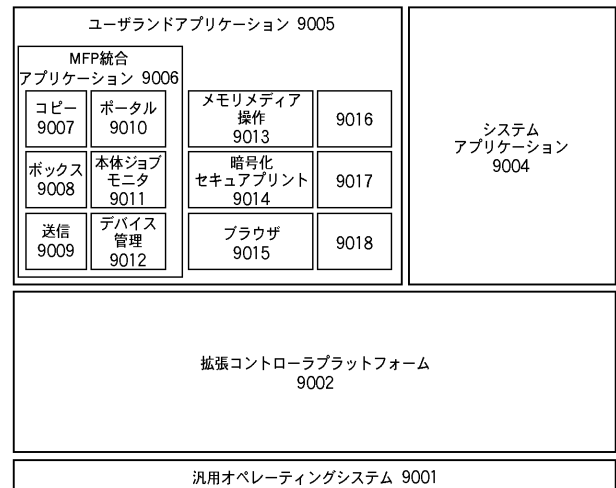 ユーザランドアプリケーション 9005
MFP統合
アプリケーション 9006
コピー
9007
ポータル
9010
ボックス
9008
本体ジョブ
モニタ
9011
送信
9009
デバイス
管理
9012
メモリメディア
操作
9013
9016
暗号化
セキュアプリント
9014
9017
ブラウザ
9015
9018
システム
アプリケーション
9004
拡張コントローラプラットフォーム
9002
汎用オペレーティングシステム 9001